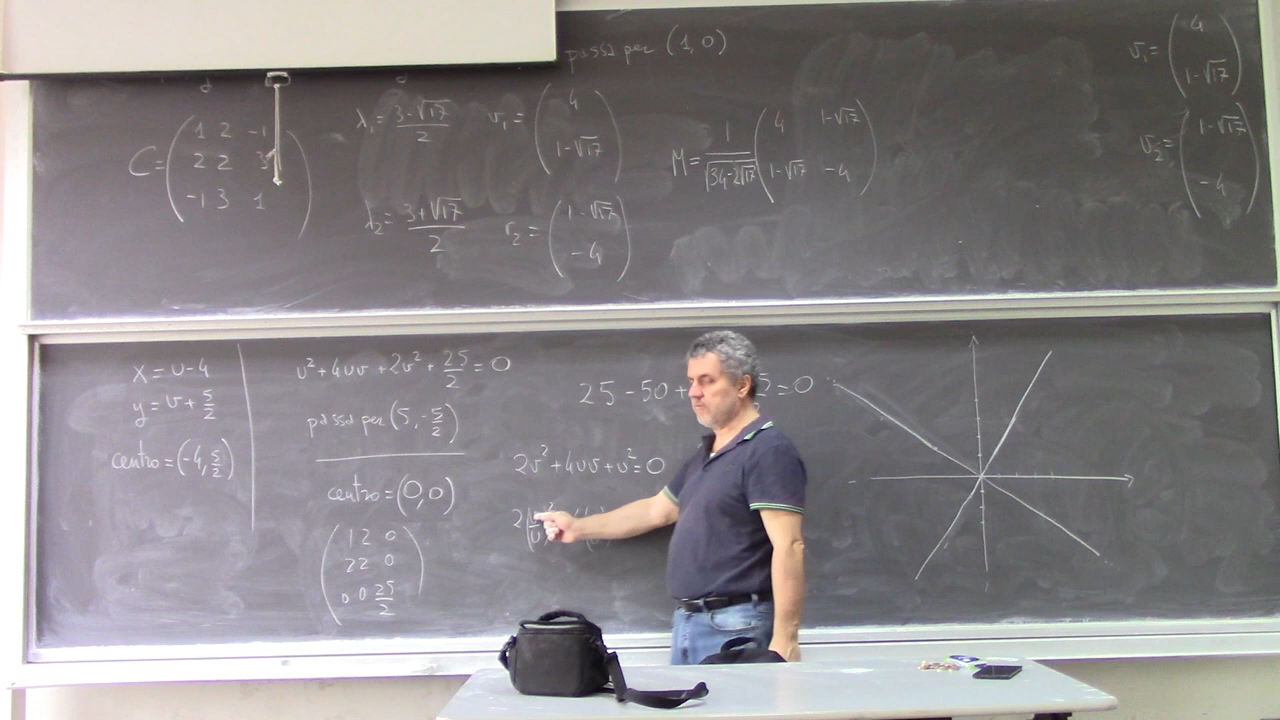 passa per (1, 0)
C = ( 1 2 -1
2 2 3
-1 3 1 )
λ₁ = (3-√17)/2
v₁ = ( 4
1-√17 )
λ₂ = (3+√17)/2
v₂ = ( 1-√17
-4 )
M = 1/√(34-2√17) ( 4 1-√17
1-√17 -4 )
v₁ = ( 4
1-√17 )
v₂ = ( 1-√17
-4 )
x = u-4
y = v + 5/2
centro = (-4, 5/2)
u² + 4uv + 2v² + 25/2 = 0
passa per (5, -5/2)
centro = (0, 0)
( 1 2 0
2 2 0
0 0 25/2 )
25 - 50 +
= 0
2v² + 4uv + u² = 0